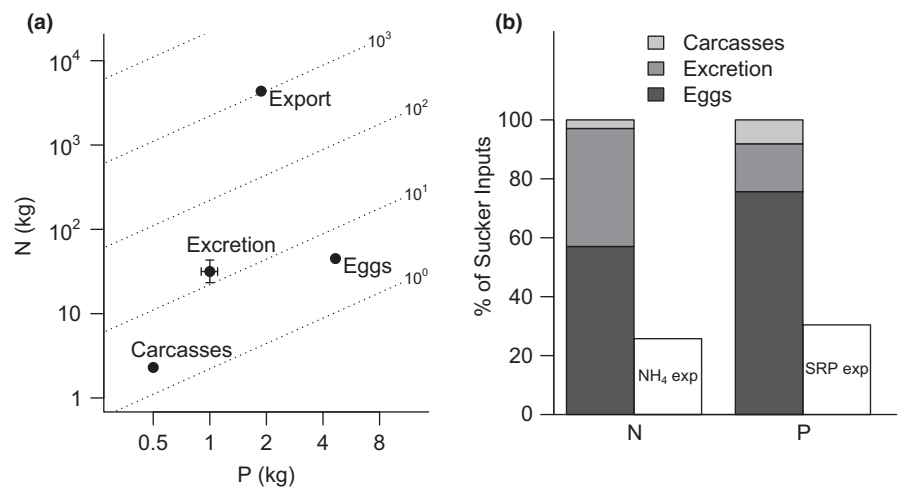 (a)
10⁴
10³
10²
10
1
N (kg)
10³
10²
10¹
10⁰
Export
Excretion
Eggs
Carcasses
0.5 1 2 4 8
P (kg)
(b)
Carcasses
Excretion
Eggs
100
80
60
40
20
0
% of Sucker Inputs
NH₄ exp
SRP exp
N P